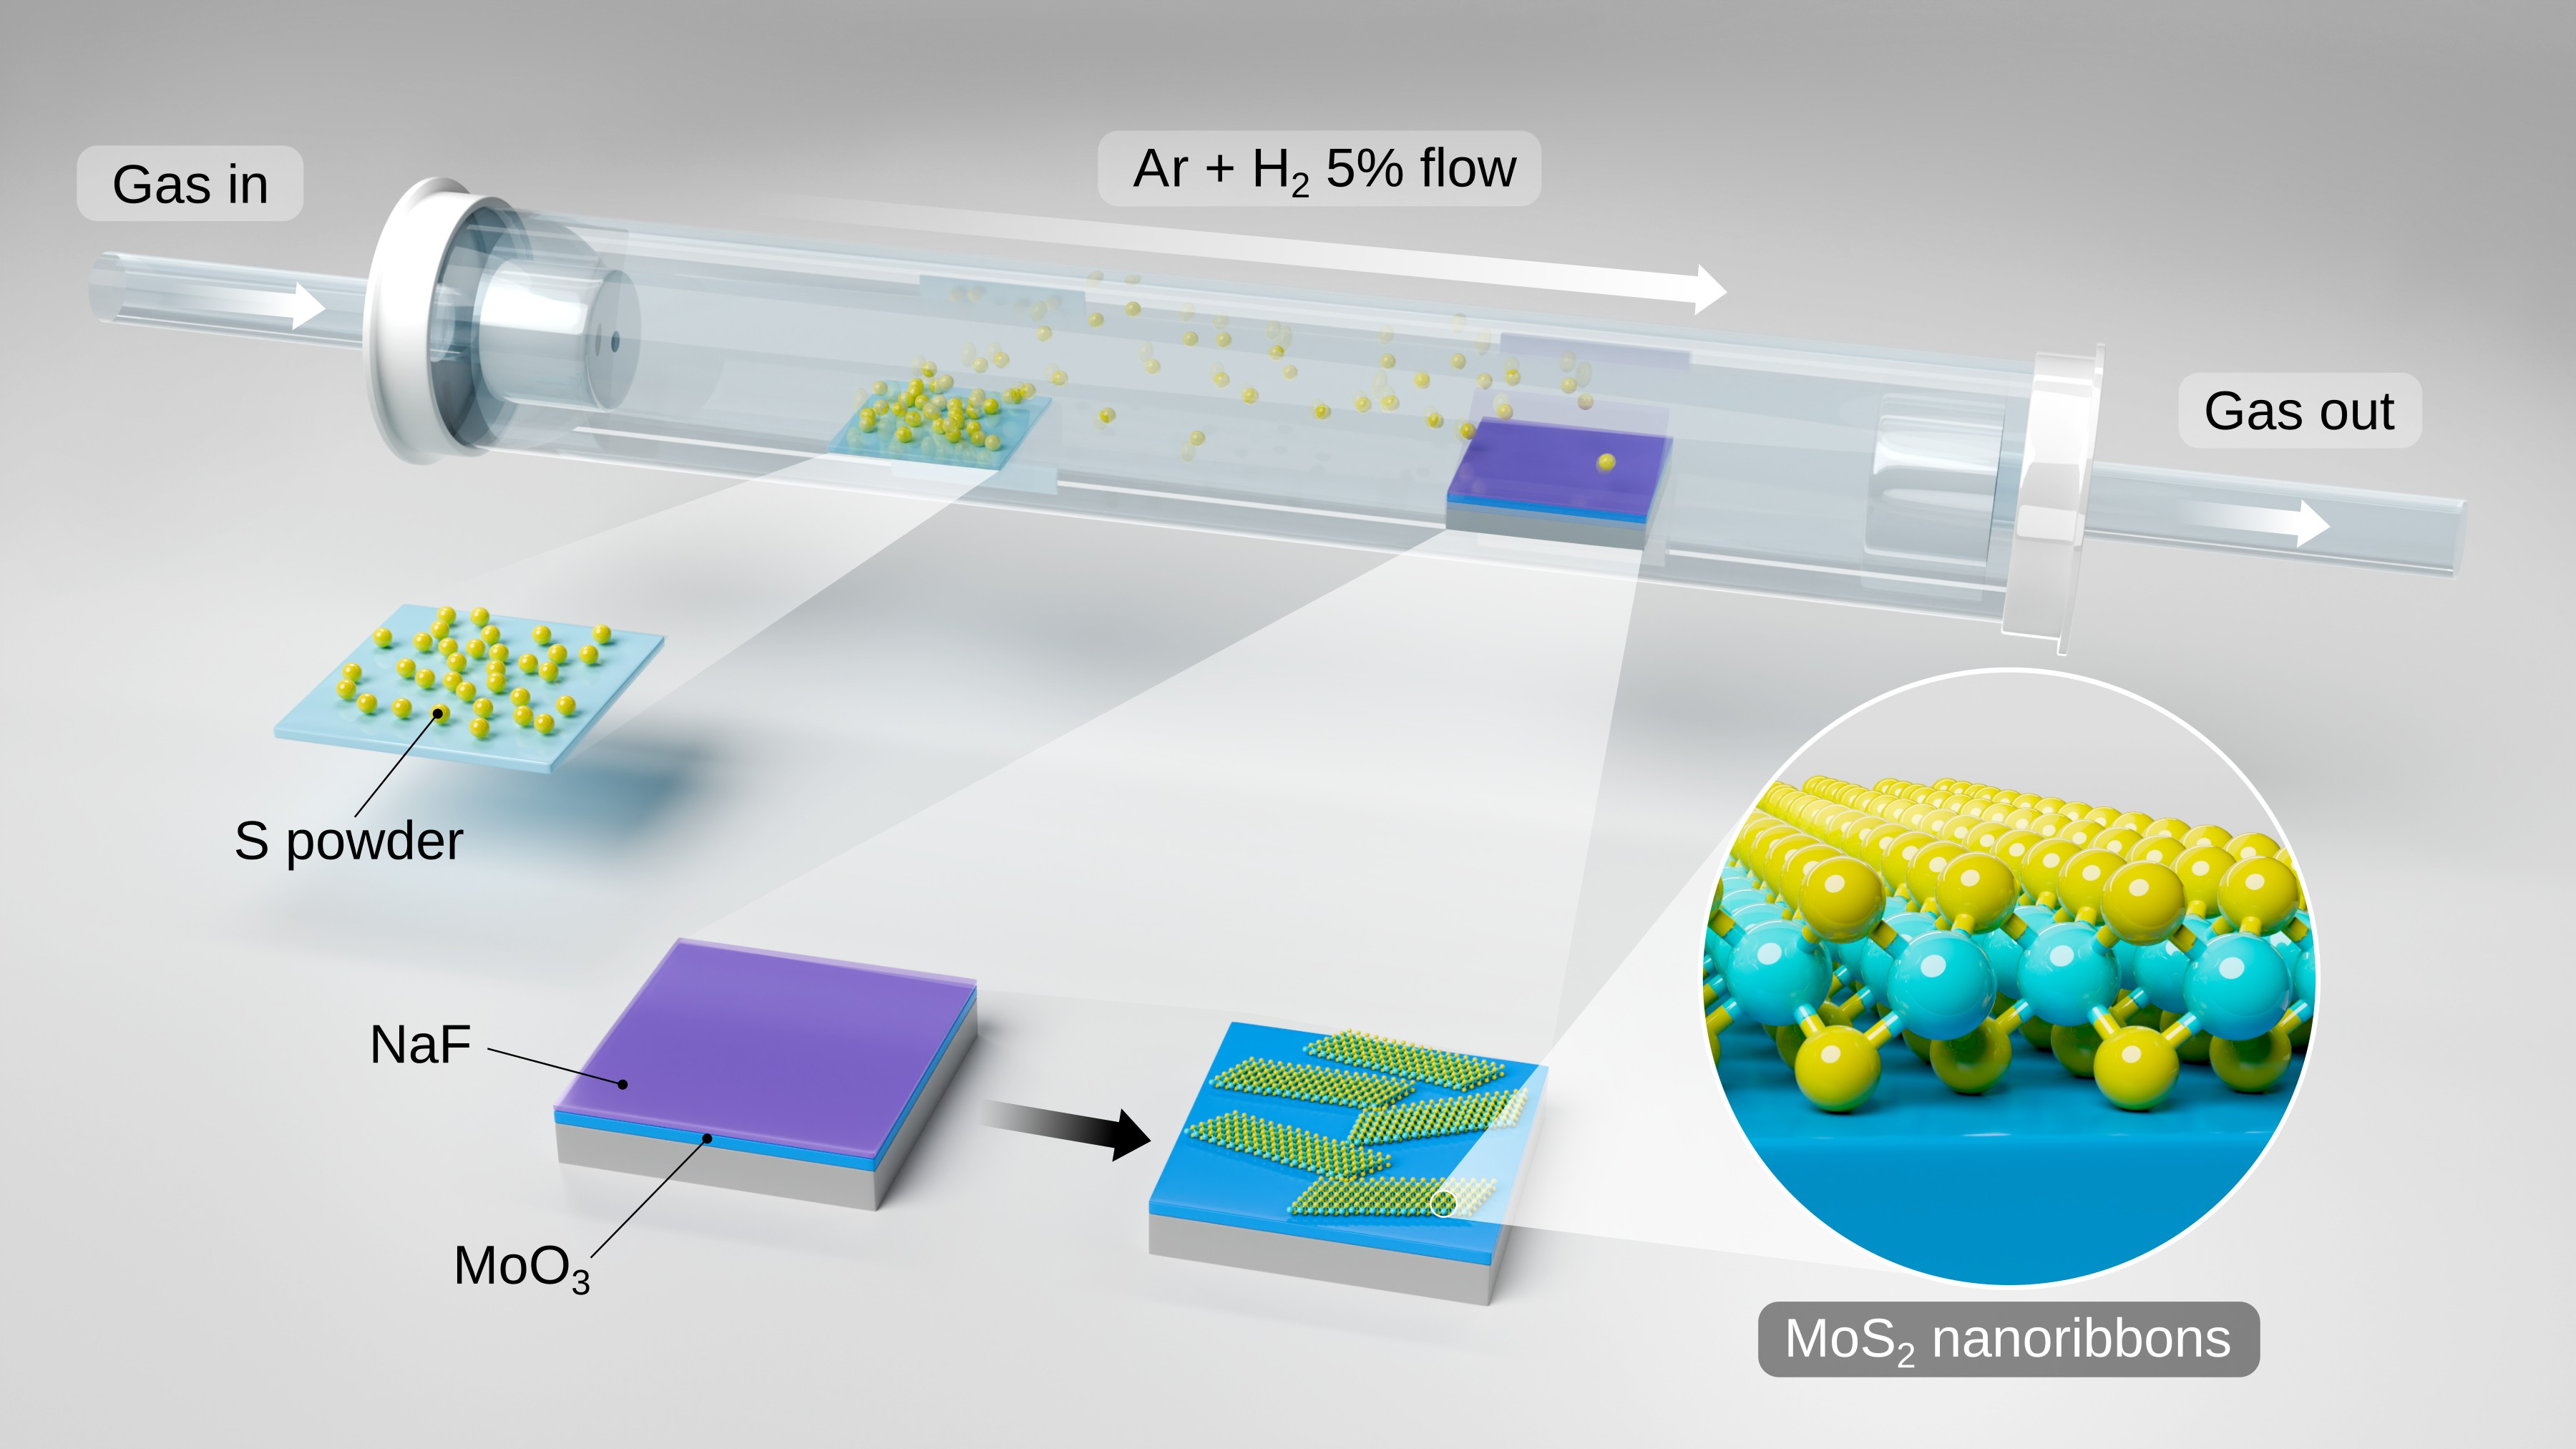 Gas in
Ar + H₂ 5% flow
Gas out
S powder
NaF
MoO₃
MoS₂ nanoribbons